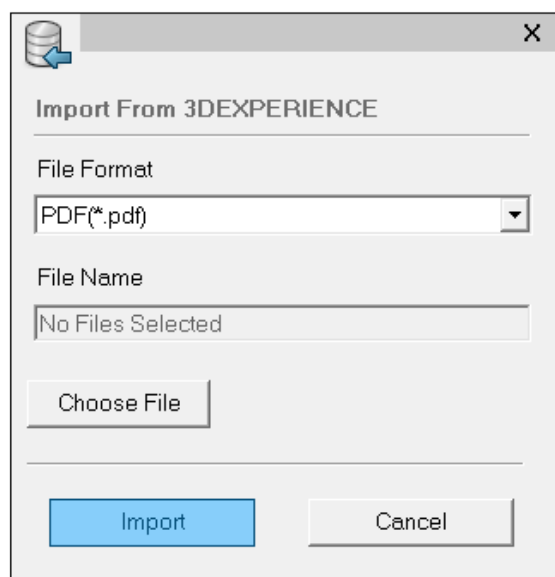 X
Import From 3DEXPERIENCE
File Format
PDF(*.pdf)
File Name
No Files Selected
Choose File
Import Cancel